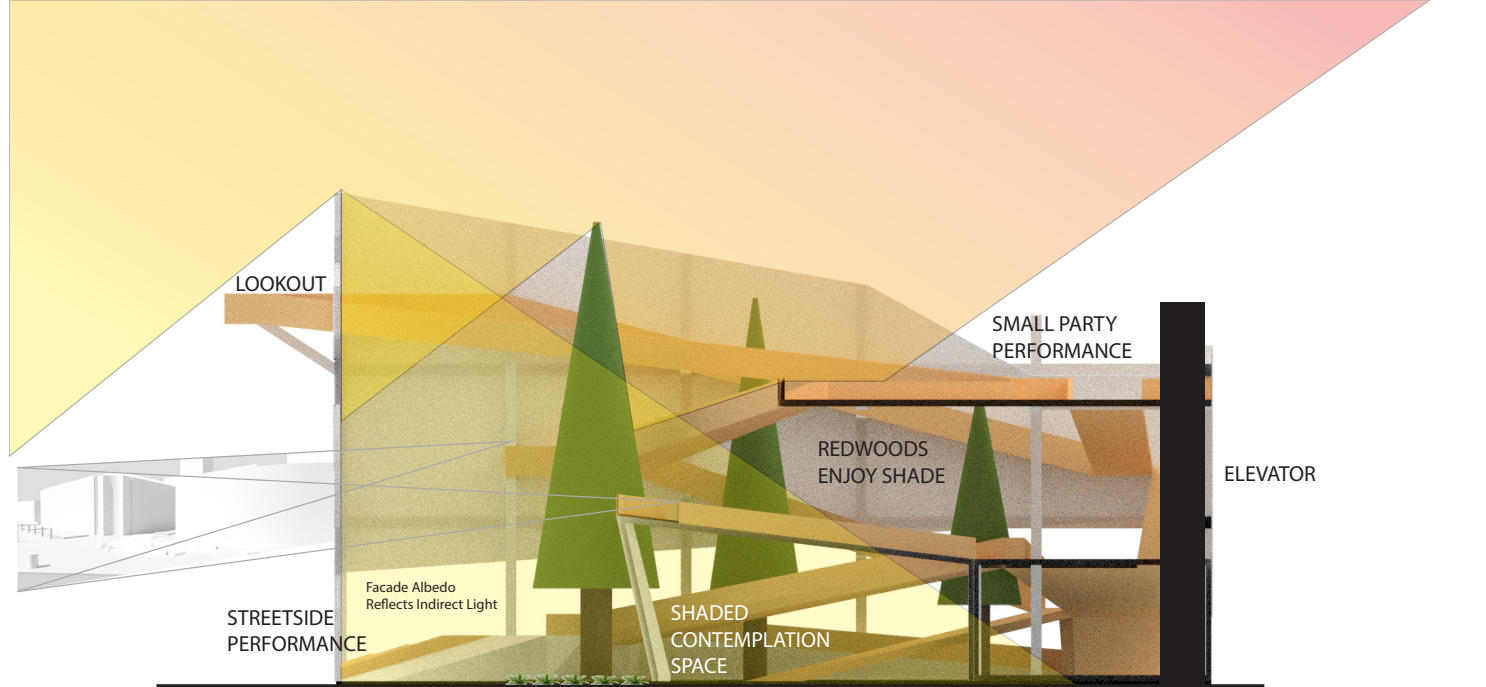 LOOKOUT
SMALL PARTY
PERFORMANCE
REDWOODS
ENJOY SHADE
ELEVATOR
Facade Albedo
Reflects Indirect Light
STREETSIDE
PERFORMANCE
SHADED
CONTEMPLATION
SPACE